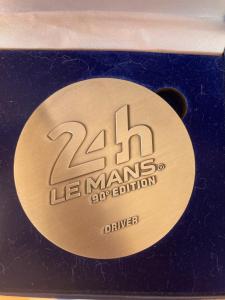 24h
LE MANS®
90e EDITION
DRIVER